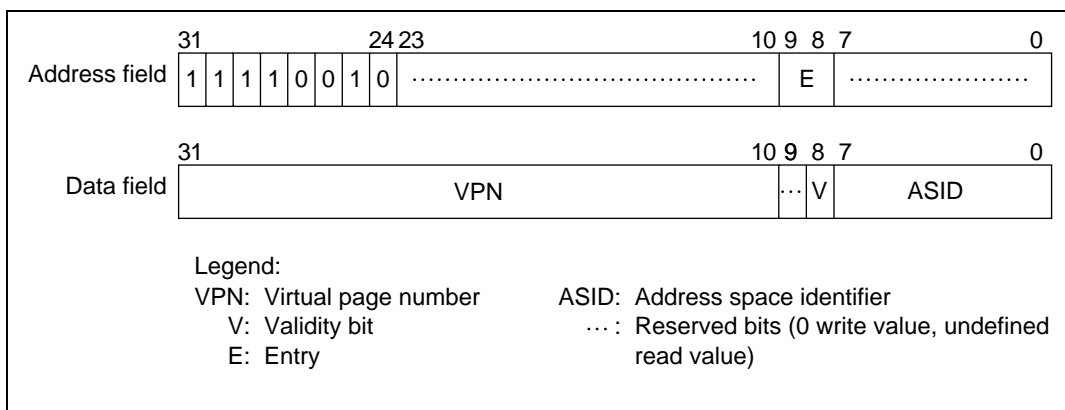 31 24 23 10 9 8 7 0
Address field 1 1 1 1 0 0 1 0 ⋯ E ⋯
31 10 9 8 7 0
Data field VPN ⋯ V ASID
Legend:
VPN: Virtual page number ASID: Address space identifier
V: Validity bit ⋯ : Reserved bits (0 write value, undefined
E: Entry read value)